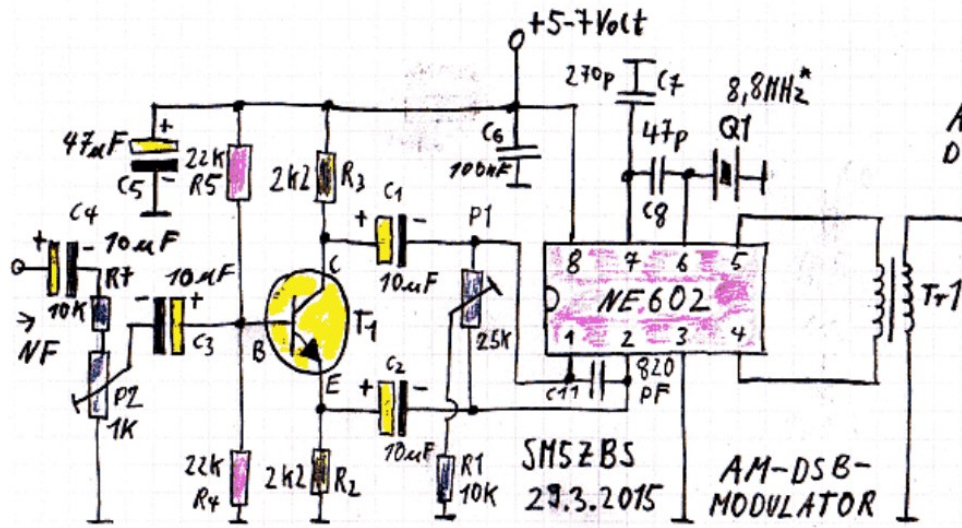 +5-7Volt
270p
C7
8,8MHz*
47p
Q1
C8
47µF
+
-
C5
22K
R5
2k2
R3
C6
100nF
A
D
C4
+
-
10µF
R7
10K
NF
P2
1K
10µF
-
+
C3
B
C
E
T1
C1
+
-
10µF
P1
25K
8
7
6
5
NE602
1
2
3
4
Tr1
C2
+
-
10µF
C11
820
pF
22K
R4
2k2
R2
R1
10K
SM5ZBS
29.3.2015
AM-DSB-
MODULATOR